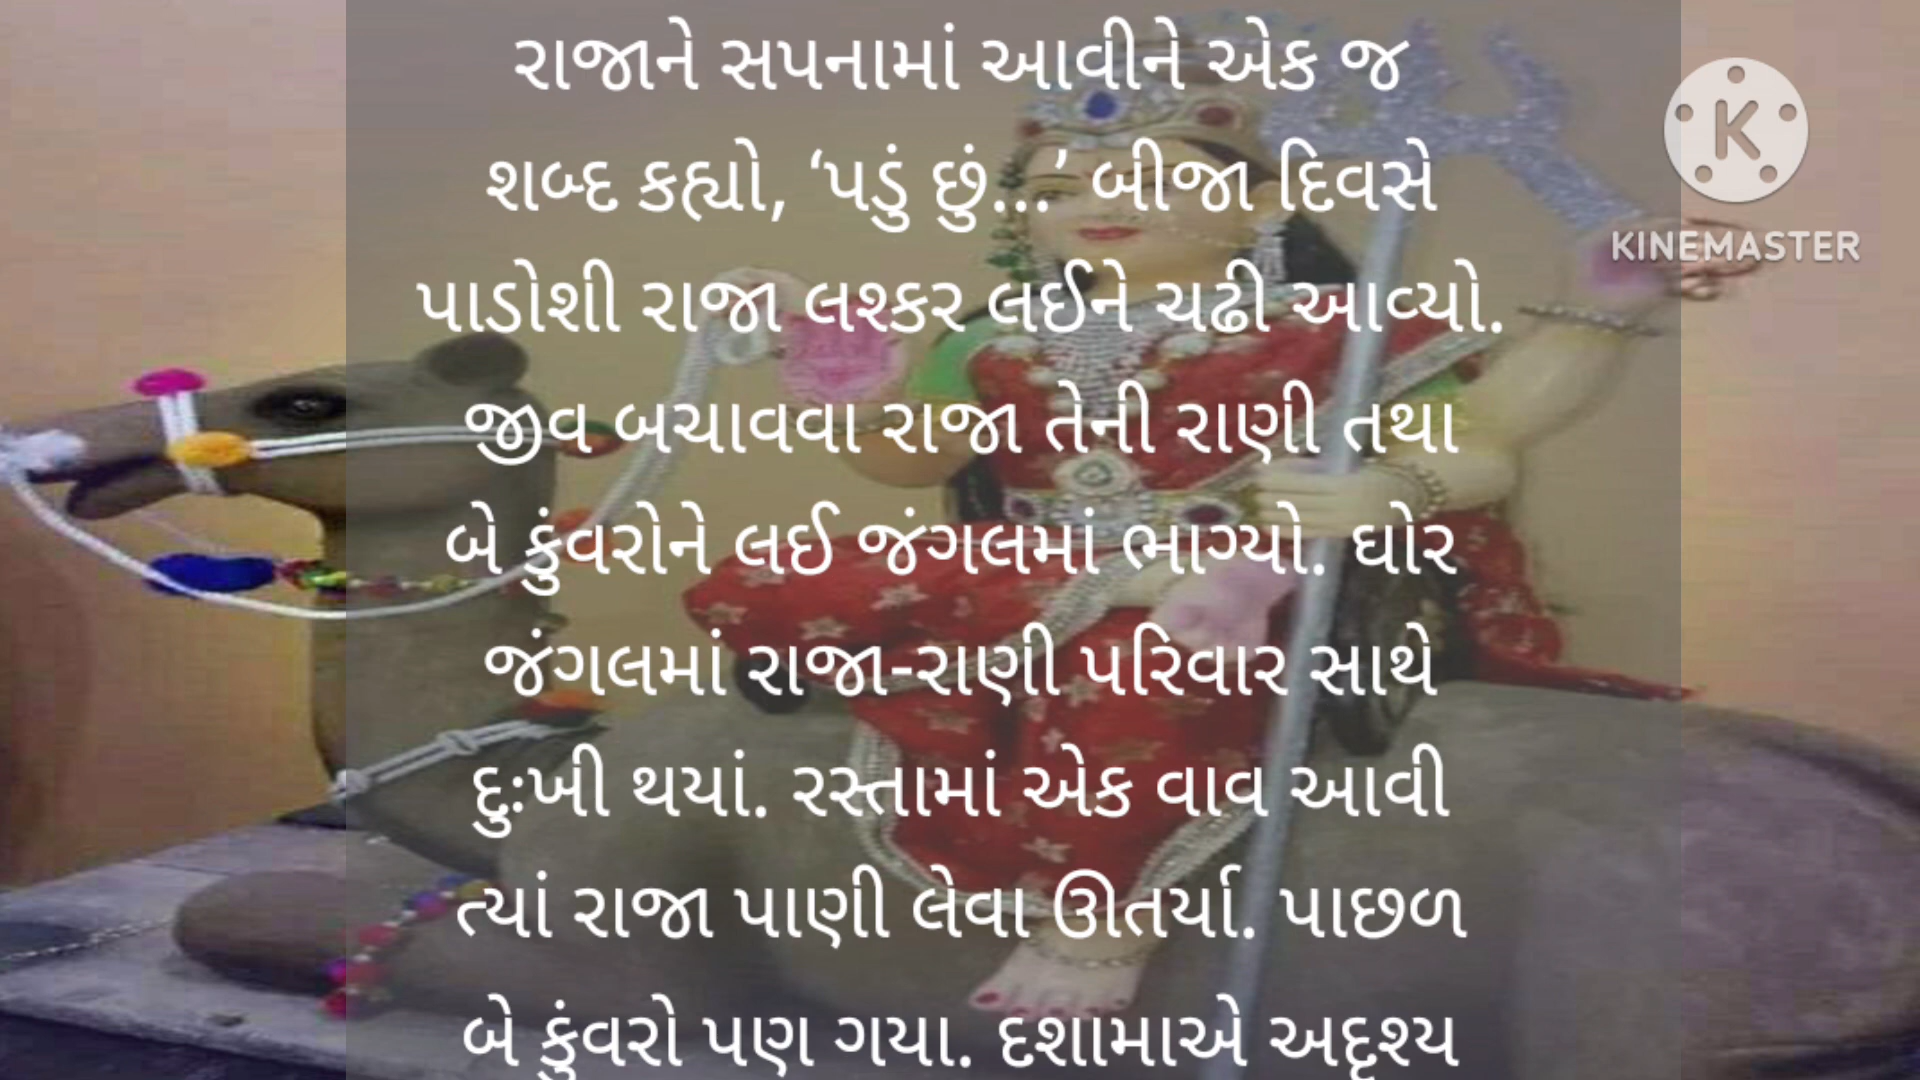 રાજાને સપનામાં આવીને એક જ
શબ્દ કહ્યો, ‘પડું છું...’ બીજા દિવસે
પાડોશી રાજા લશ્કર લઈને ચઢી આવ્યો.
જીવ બચાવવા રાજા તેની રાણી તથા
બે કુંવરોને લઈ જંગલમાં ભાગ્યો. ઘોર
જંગલમાં રાજા-રાણી પરિવાર સાથે
દુઃખી થયાં. રસ્તામાં એક વાવ આવી
ત્યાં રાજા પાણી લેવા ઊતર્યા. પાછળ
બે કુંવરો પણ ગયા. દશામાએ અદૃશ્ય
K
KINEMASTER